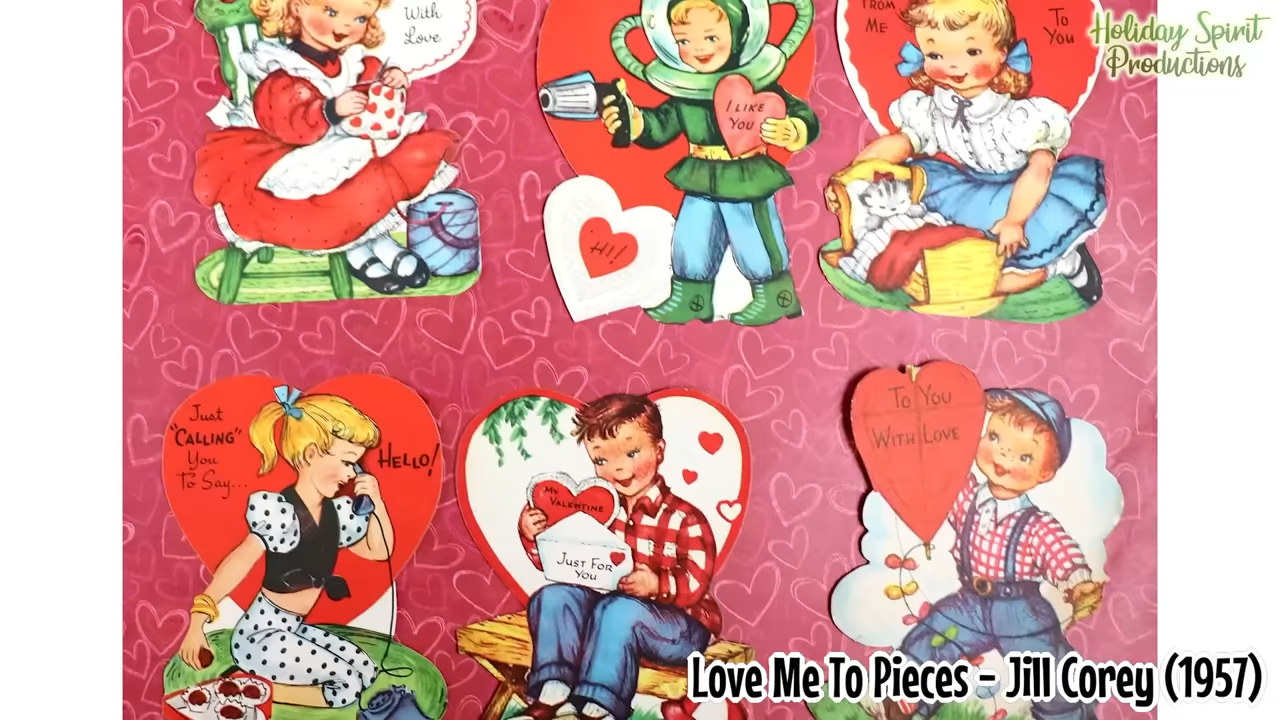 With
Love
I LIKE
YOU
HI!
FROM
ME
To
You
Holiday Spirit
Productions
Just
"CALLING"
You
To Say...
HELLO!
MY
VALENTINE
JUST FOR
YOU
To You
WITH LOVE
Love Me To Pieces - Jill Corey (1957)